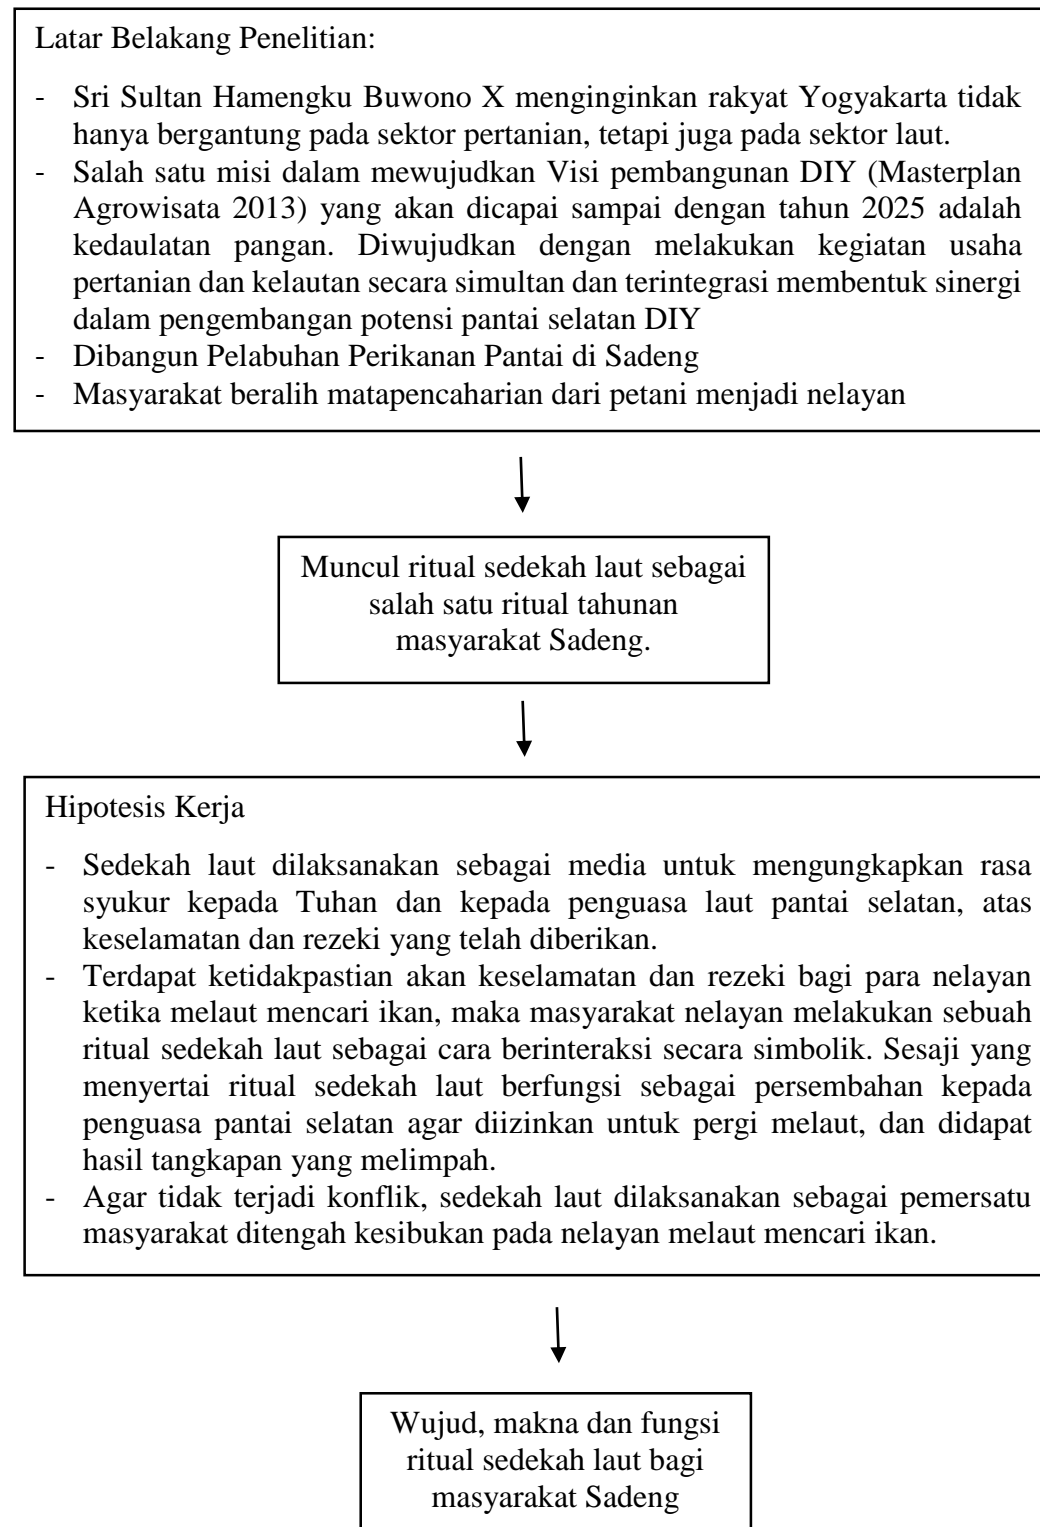 Latar Belakang Penelitian:
- Sri Sultan Hamengku Buwono X menginginkan rakyat Yogyakarta tidak
hanya bergantung pada sektor pertanian, tetapi juga pada sektor laut.
- Salah satu misi dalam mewujudkan Visi pembangunan DIY (Masterplan
Agrowisata 2013) yang akan dicapai sampai dengan tahun 2025 adalah
kedaulatan pangan. Diwujudkan dengan melakukan kegiatan usaha
pertanian dan kelautan secara simultan dan terintegrasi membentuk sinergi
dalam pengembangan potensi pantai selatan DIY
- Dibangun Pelabuhan Perikanan Pantai di Sadeng
- Masyarakat beralih matapencaharian dari petani menjadi nelayan
Muncul ritual sedekah laut sebagai
salah satu ritual tahunan
masyarakat Sadeng.
Hipotesis Kerja
- Sedekah laut dilaksanakan sebagai media untuk mengungkapkan rasa
syukur kepada Tuhan dan kepada penguasa laut pantai selatan, atas
keselamatan dan rezeki yang telah diberikan.
- Terdapat ketidakpastian akan keselamatan dan rezeki bagi para nelayan
ketika melaut mencari ikan, maka masyarakat nelayan melakukan sebuah
ritual sedekah laut sebagai cara berinteraksi secara simbolik. Sesaji yang
menyertai ritual sedekah laut berfungsi sebagai persembahan kepada
penguasa pantai selatan agar diizinkan untuk pergi melaut, dan didapat
hasil tangkapan yang melimpah.
- Agar tidak terjadi konflik, sedekah laut dilaksanakan sebagai pemersatu
masyarakat ditengah kesibukan pada nelayan melaut mencari ikan.
Wujud, makna dan fungsi
ritual sedekah laut bagi
masyarakat Sadeng